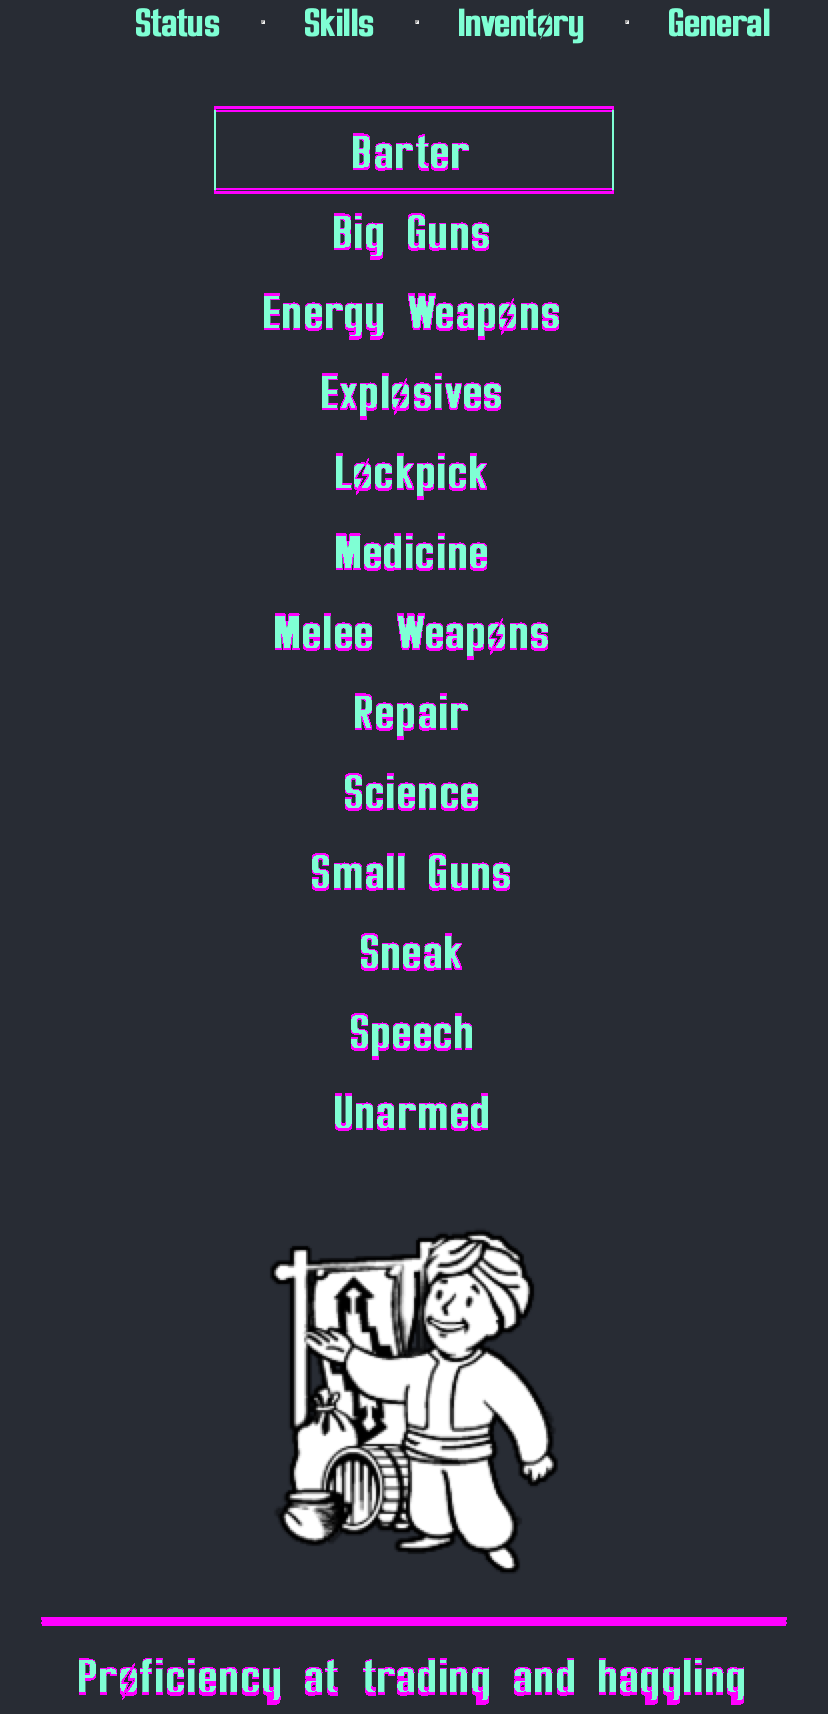 Status · Skills · Inventory · General
Barter
Big Guns
Energy Weapons
Explosives
Lockpick
Medicine
Melee Weapons
Repair
Science
Small Guns
Sneak
Speech
Unarmed
Proficiency at trading and haggling